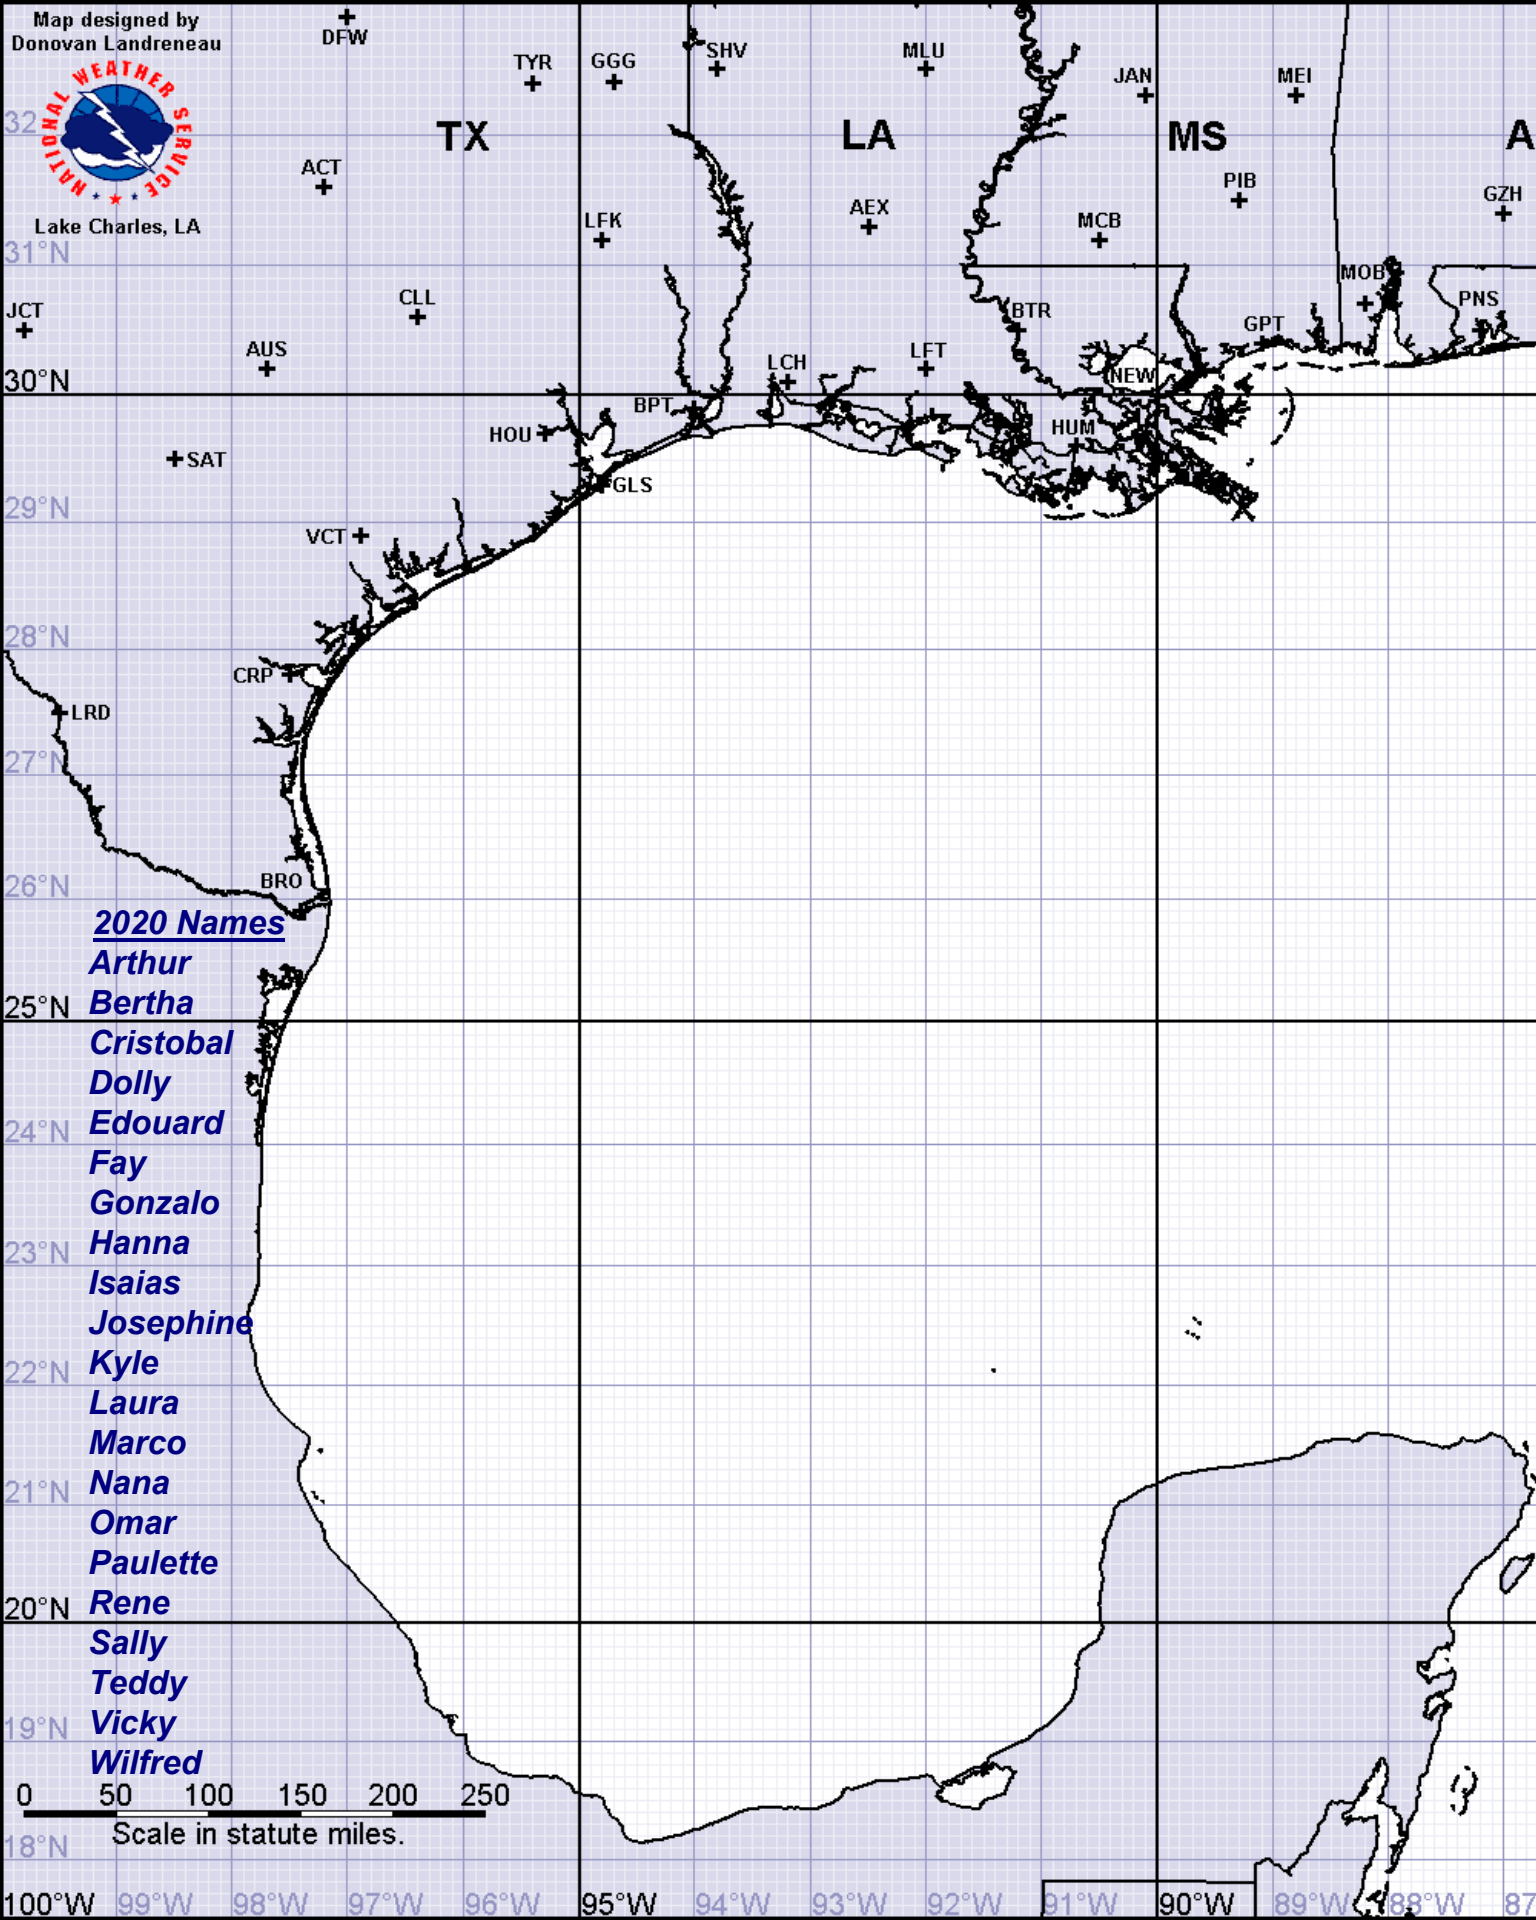 Map designed by
Donovan Landreneau
NATIONAL WEATHER SERVICE
Lake Charles, LA
DFW
TYR
GGG
SHV
MLU
JAN
MEI
32
TX
LA
MS
A
ACT
PIB
GZH
LFK
AEX
MCB
31°N
MOB
PNS
JCT
CLL
BTR
GPT
AUS
LCH
LFT
NEW
30°N
BPT
HOU
HUM
SAT
GLS
29°N
VCT
28°N
CRP
LRD
27°N
BRO
26°N
2020 Names
Arthur
25°N
Bertha
Cristobal
Dolly
Edouard
24°N
Fay
Gonzalo
Hanna
23°N
Isaias
Josephine
Kyle
22°N
Laura
Marco
Nana
21°N
Omar
Paulette
Rene
20°N
Sally
Teddy
Vicky
19°N
Wilfred
0 50 100 150 200 250
Scale in statute miles.
18°N
100°W 99°W 98°W 97°W 96°W 95°W 94°W 93°W 92°W 91°W 90°W 89°W 88°W 87